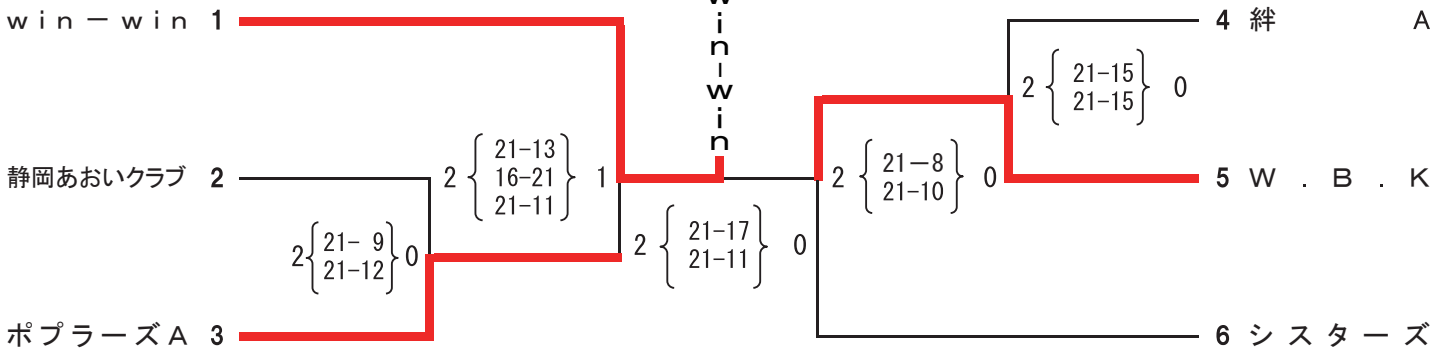 win－win 1
静岡あおいクラブ 2
ポプラーズA 3
2 21- 9 0
21-12
2 21-13 1
16-21
21-11
win-win
2 21-17 0
21-11
2 21－8 0
21-10
2 21-15 0
21-15
4 絆 A
5 W . B . K
6 シスターズ